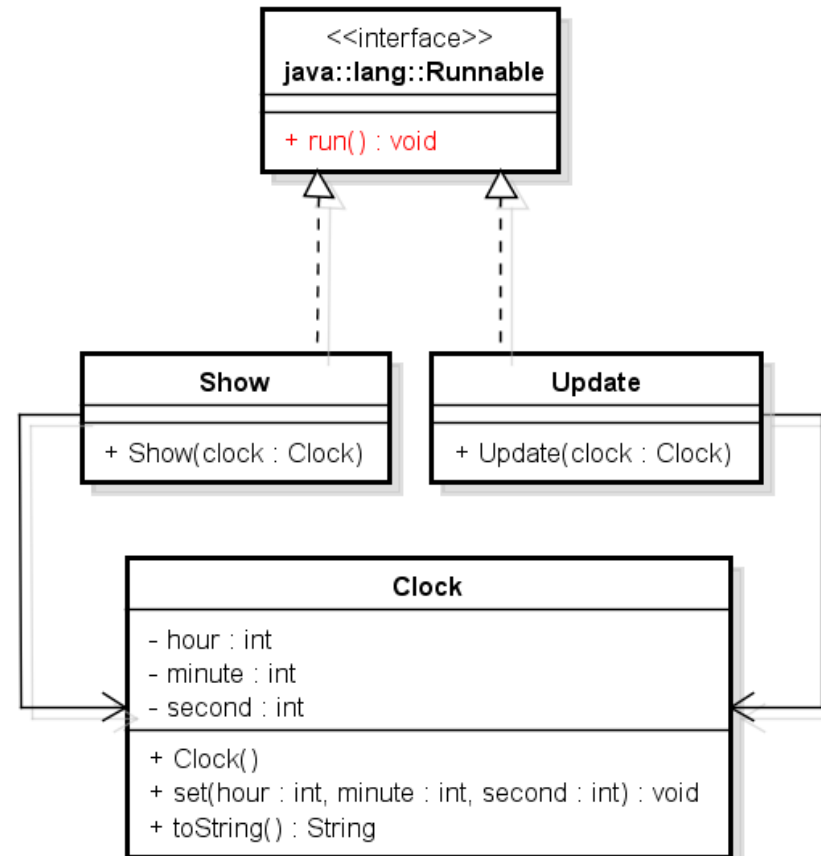 <<interface>>
java::lang::Runnable
+ run() : void
Show
+ Show(clock : Clock)
Update
+ Update(clock : Clock)
Clock
- hour : int
- minute : int
- second : int
+ Clock()
+ set(hour : int, minute : int, second : int) : void
+ toString() : String